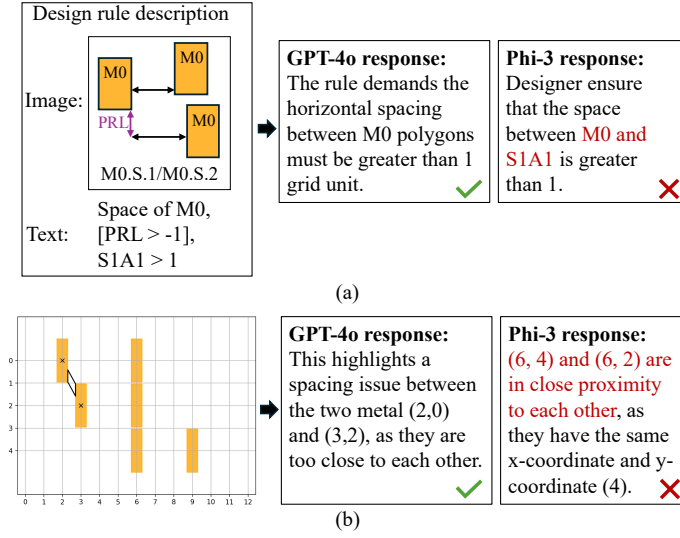 Design rule description
Image:
M0
M0
PRL
M0
M0.S.1/M0.S.2
Text:
Space of M0,
[PRL > -1],
S1A1 > 1
GPT-4o response:
The rule demands the
horizontal spacing
between M0 polygons
must be greater than 1
grid unit.
Phi-3 response:
Designer ensure
that the space
between M0 and
S1A1 is greater
than 1.
(a)
0
1
2
3
4
0 1 2 3 4 5 6 7 8 9 10 11 12
GPT-4o response:
This highlights a
spacing issue between
the two metal (2,0)
and (3,2), as they are
too close to each other.
Phi-3 response:
(6, 4) and (6, 2) are
in close proximity
to each other, as
they have the same
x-coordinate and y-
coordinate (4).
(b)